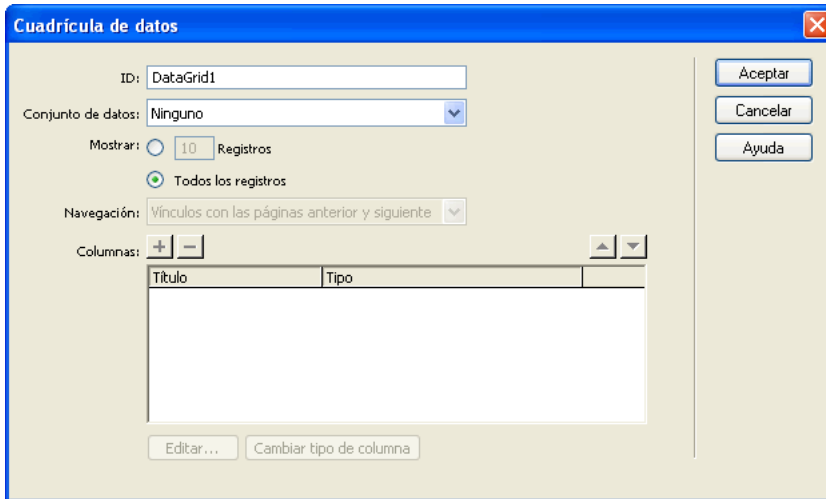 Cuadrícula de datos
ID: DataGrid1
Aceptar
Conjunto de datos: Ninguno
Cancelar
Mostrar: 10 Registros
Ayuda
Todos los registros
Navegación: Vínculos con las páginas anterior y siguiente
Columnas: + −
Título Tipo
Editar... Cambiar tipo de columna